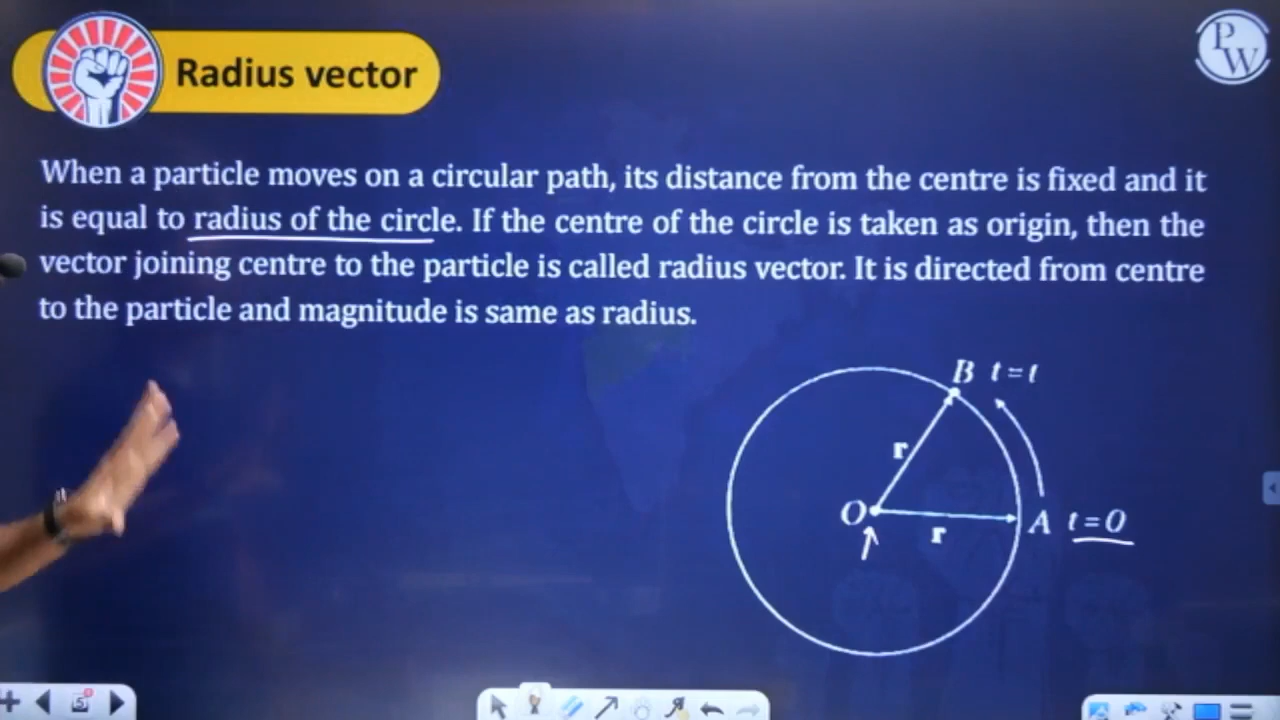 Radius vector
PW
When a particle moves on a circular path, its distance from the centre is fixed and it
is equal to radius of the circle. If the centre of the circle is taken as origin, then the
vector joining centre to the particle is called radius vector. It is directed from centre
to the particle and magnitude is same as radius.
B t=t
r
O
r
A t=0
5